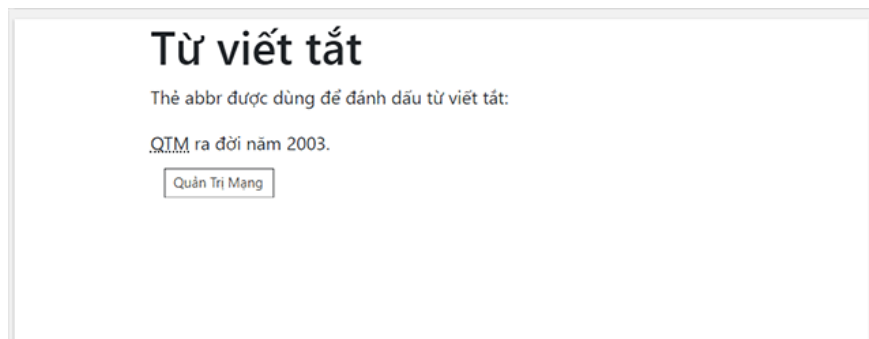 Từ viết tắt
Thẻ abbr được dùng để đánh dấu từ viết tắt:
QTM ra đời năm 2003.
Quản Trị Mạng